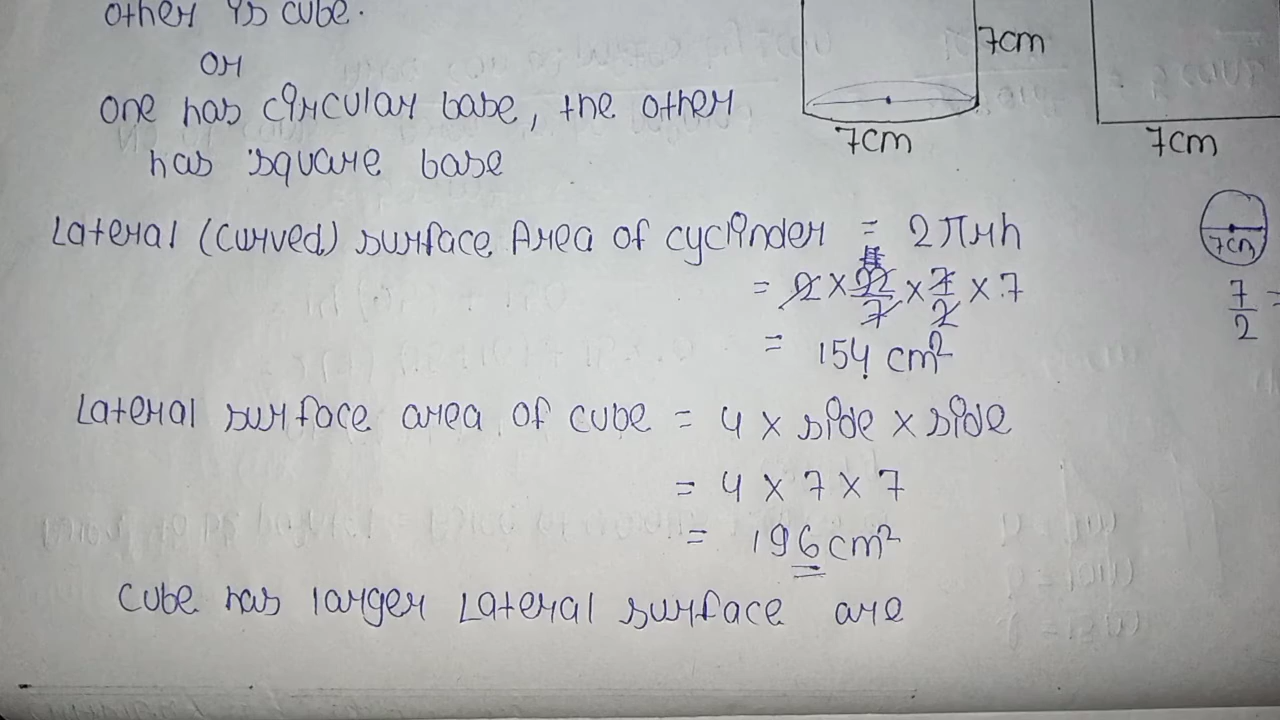 other is cube.
or
7cm
one has circular base, the other
has square base
7cm
7cm
Lateral (curved) surface Area of cyclinder = 2πrh
7cm
= 2 × 22/7 × 7/2 × 7
7/2 =
= 154 cm²
Lateral surface area of cube = 4 × side × side
= 4 × 7 × 7
= 196 cm²
Cube has larger Lateral surface are